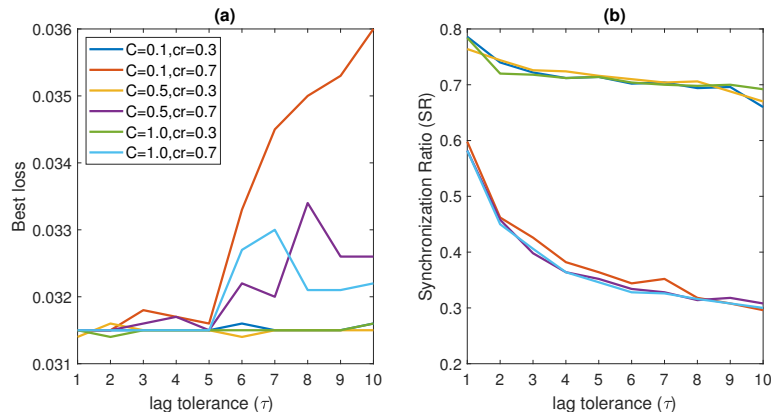 (a)
0.036
0.035
0.034
0.033
0.032
0.031
Best loss
C=0.1,cr=0.3
C=0.1,cr=0.7
C=0.5,cr=0.3
C=0.5,cr=0.7
C=1.0,cr=0.3
C=1.0,cr=0.7
1 2 3 4 5 6 7 8 9 10
lag tolerance (τ)
(b)
0.8
0.7
0.6
0.5
0.4
0.3
0.2
Synchronization Ratio (SR)
1 2 3 4 5 6 7 8 9 10
lag tolerance (τ)